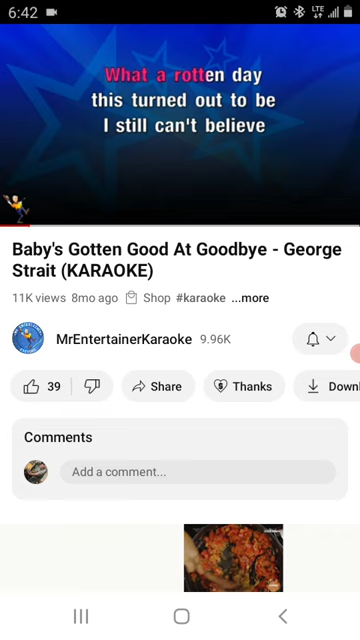 6:42
LTE
What a rotten day
this turned out to be
I still can't believe
Baby's Gotten Good At Goodbye - George
Strait (KARAOKE)
11K views 8mo ago Shop #karaoke ...more
MrEntertainerKaraoke 9.96K
39 Share Thanks Down
Comments
Add a comment...